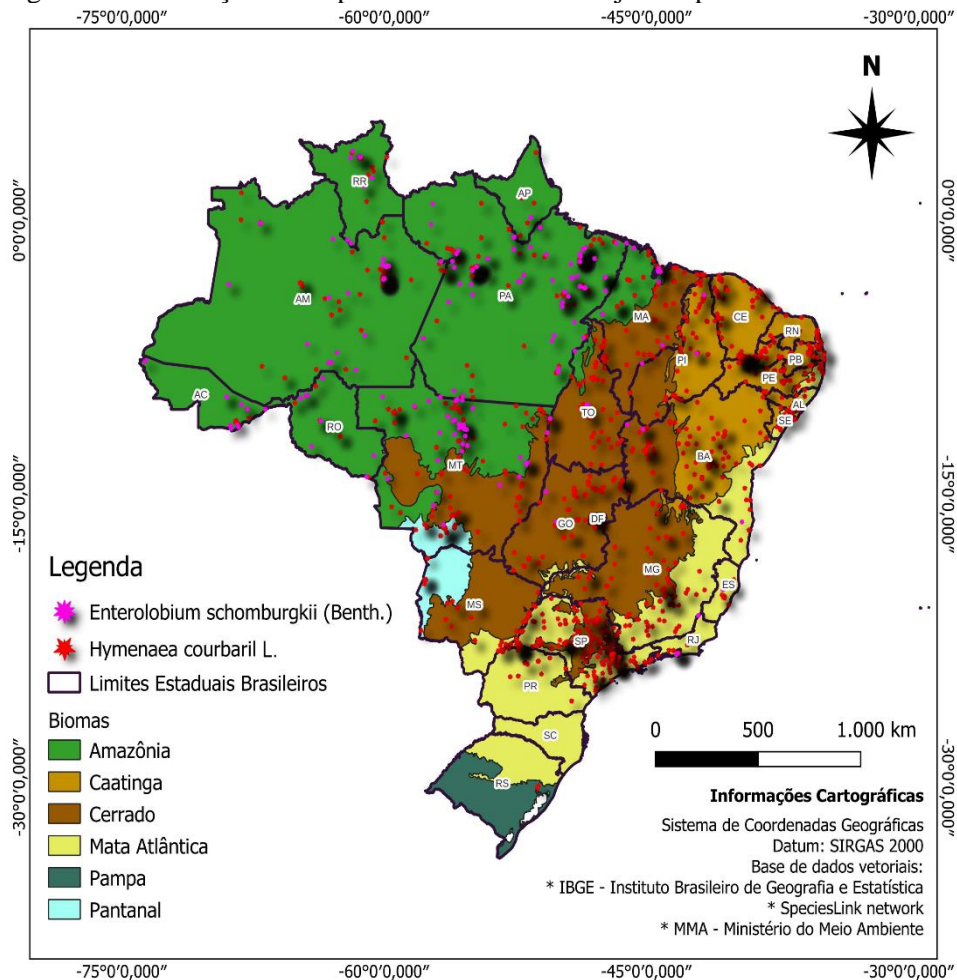 -75°0′0,000″ -60°0′0,000″ -45°0′0,000″ -30°0′0,000″
N
0°0′0,000″
0°0′0,000″
-15°0′0,000″
-15°0′0,000″
-30°0′0,000″
-30°0′0,000″
RR
AP
AM
PA
MA
CE
RN
PB
PI
PE
AL
SE
AC
RO
TO
BA
MT
GO
DF
MG
ES
MS
SP
RJ
PR
SC
RS
Legenda
Enterolobium schomburgkii (Benth.)
Hymenaea courbaril L.
Limites Estaduais Brasileiros
Biomas
Amazônia
Caatinga
Cerrado
Mata Atlântica
Pampa
Pantanal
0 500 1.000 km
Informações Cartográficas
Sistema de Coordenadas Geográficas
Datum: SIRGAS 2000
Base de dados vetoriais:
* IBGE - Instituto Brasileiro de Geografia e Estatística
* SpeciesLink network
* MMA - Ministério do Meio Ambiente
-75°0′0,000″ -60°0′0,000″ -45°0′0,000″ -30°0′0,000″